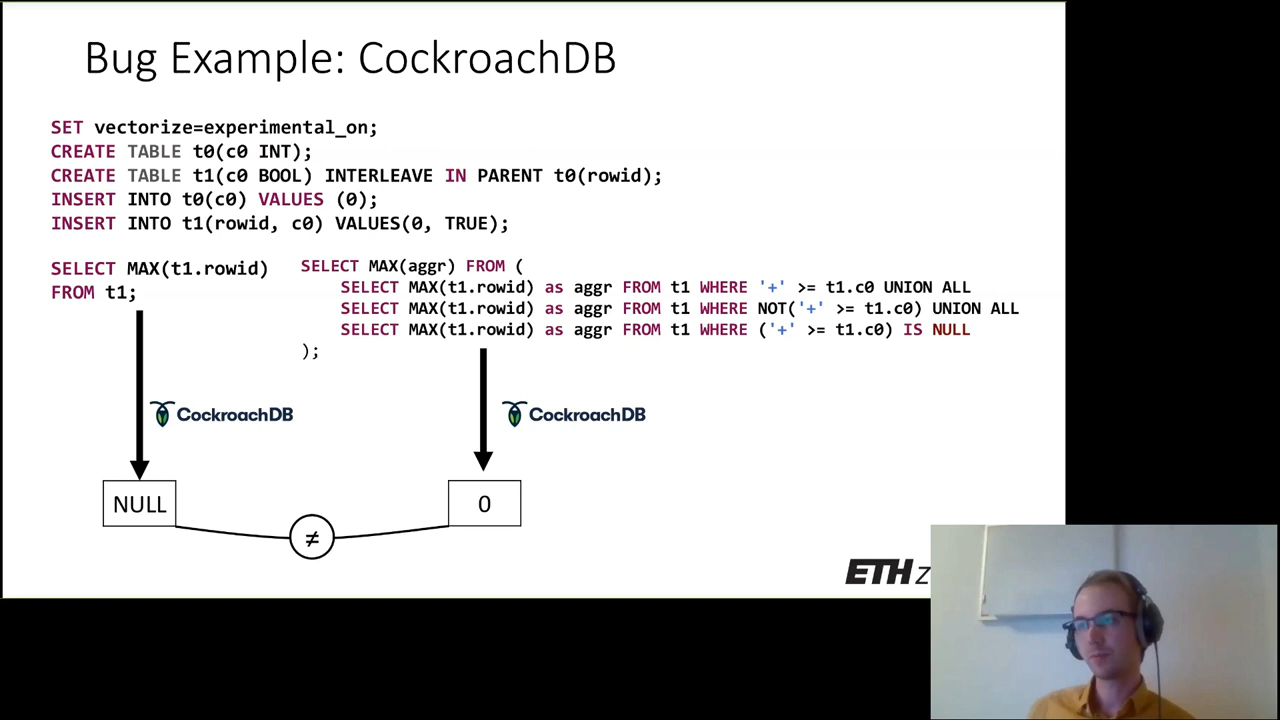 Bug Example: CockroachDB
SET vectorize=experimental_on;
CREATE TABLE t0(c0 INT);
CREATE TABLE t1(c0 BOOL) INTERLEAVE IN PARENT t0(rowid);
INSERT INTO t0(c0) VALUES (0);
INSERT INTO t1(rowid, c0) VALUES(0, TRUE);
SELECT MAX(t1.rowid)
FROM t1;
SELECT MAX(aggr) FROM (
SELECT MAX(t1.rowid) as aggr FROM t1 WHERE '+' >= t1.c0 UNION ALL
SELECT MAX(t1.rowid) as aggr FROM t1 WHERE NOT('+' >= t1.c0) UNION ALL
SELECT MAX(t1.rowid) as aggr FROM t1 WHERE ('+' >= t1.c0) IS NULL
);
CockroachDB
CockroachDB
NULL
0
≠
ETH z